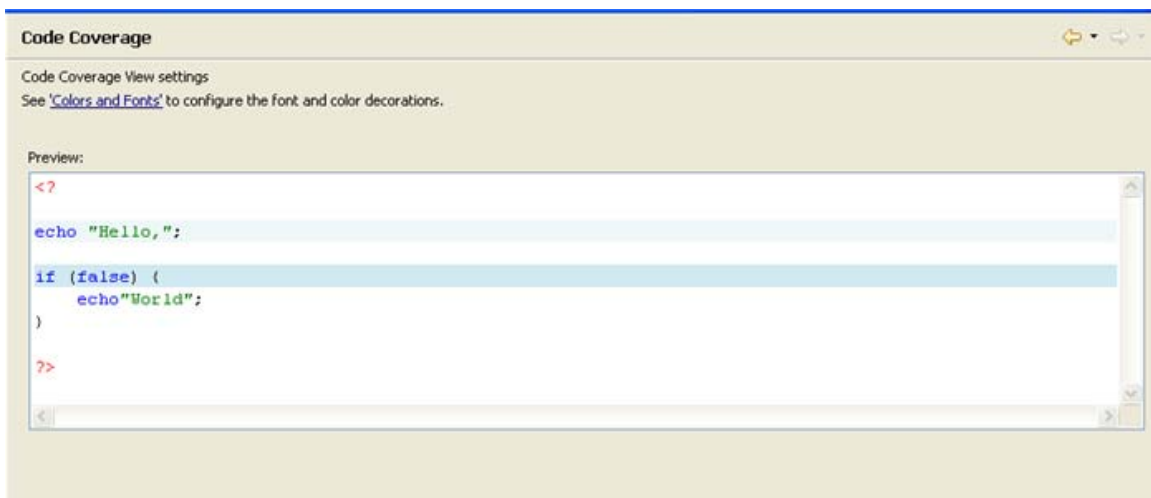 Code Coverage
Code Coverage View settings
See 'Colors and Fonts' to configure the font and color decorations.
Preview:
<?
echo "Hello,";
if (false) {
echo"World";
}
?>